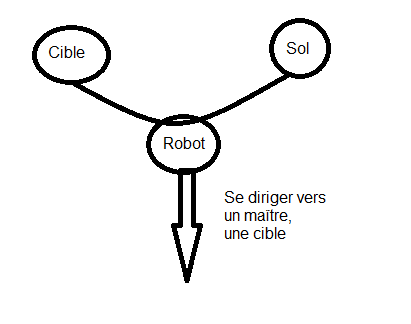 Cible
Sol
Robot
Se diriger vers
un maître,
une cible